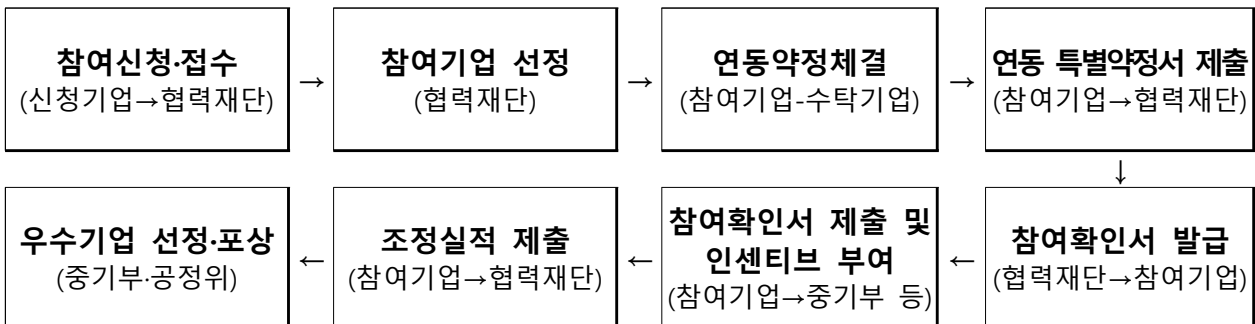 참여신청·접수
(신청기업→협력재단)
→
참여기업 선정
(협력재단)
→
연동약정체결
(참여기업-수탁기업)
→
연동 특별약정서 제출
(참여기업→협력재단)
↓
참여확인서 발급
(협력재단→참여기업)
←
참여확인서 제출 및
인센티브 부여
(참여기업→중기부 등)
←
조정실적 제출
(참여기업→협력재단)
←
우수기업 선정·포상
(중기부·공정위)